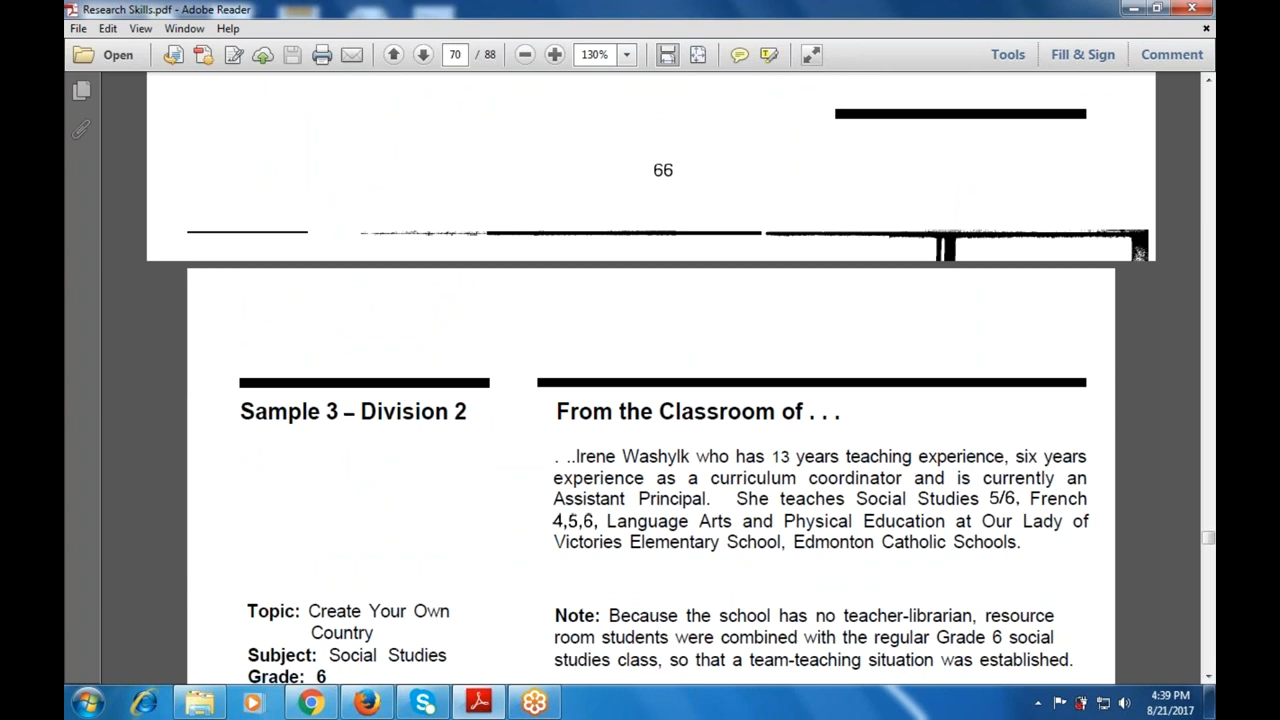 Research Skills.pdf - Adobe Reader
File Edit View Window Help
Open 70 / 88 130% Tools Fill & Sign Comment
66
Sample 3 – Division 2
From the Classroom of . . .
. ..Irene Washylk who has 13 years teaching experience, six years
experience as a curriculum coordinator and is currently an
Assistant Principal. She teaches Social Studies 5/6, French
4,5,6, Language Arts and Physical Education at Our Lady of
Victories Elementary School, Edmonton Catholic Schools.
Topic: Create Your Own
Country
Subject: Social Studies
Grade: 6
Note: Because the school has no teacher-librarian, resource
room students were combined with the regular Grade 6 social
studies class, so that a team-teaching situation was established.
4:39 PM
8/21/2017